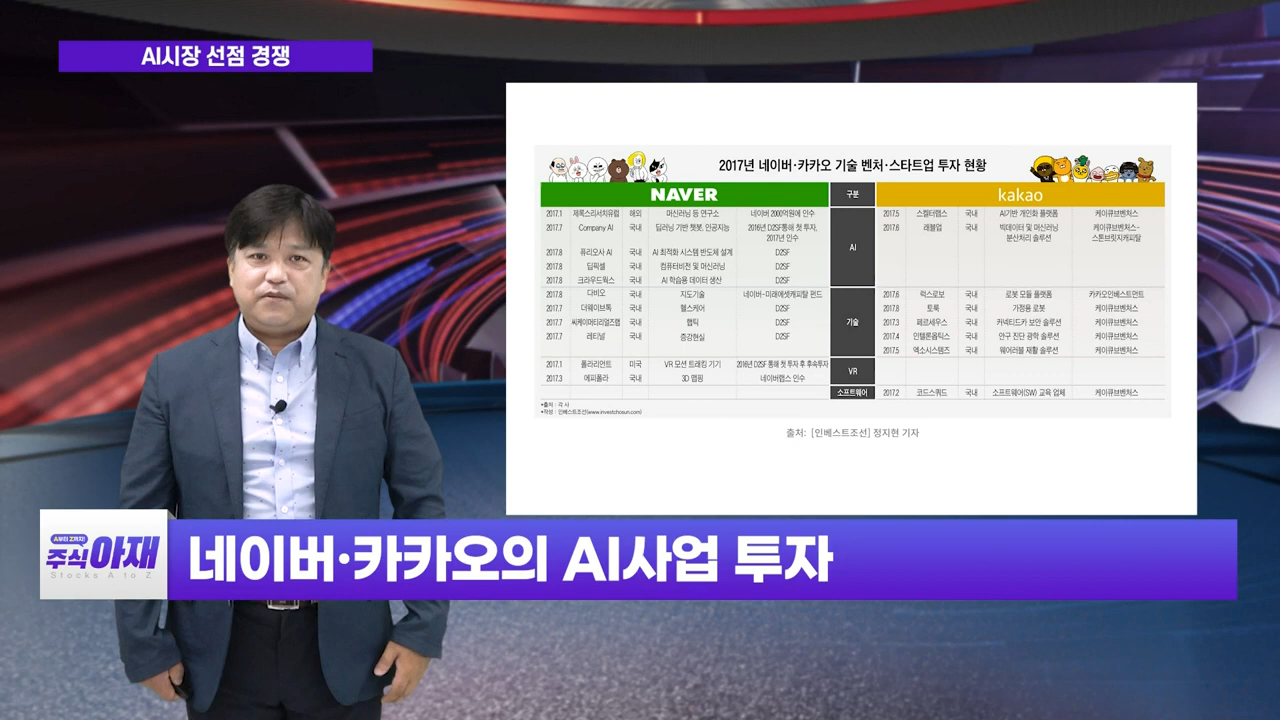 AI시장 선점 경쟁
2017년 네이버·카카오 기술 벤처·스타트업 투자 현황
NAVER 구분 kakao
2017.1 제록스리서치유럽 해외 머신러닝 등 연구소 네이버 2000억원에 인수 AI 2017.5 스켈터랩스 국내 AI기반 개인화 플랫폼 케이큐브벤처스
2017.7 Company AI 국내 딥러닝 기반 챗봇, 인공지능 2016년 D2SF통해 첫 투자, 2017년 인수 2017.6 래블업 국내 빅데이터 및 머신러닝 분산처리 솔루션 케이큐브벤처스-스톤브릿지캐피탈
2017.8 퓨리오사 AI 국내 AI 최적화 시스템 반도체 설계 D2SF
2017.8 딥픽셀 국내 컴퓨터비전 및 머신러닝 D2SF
2017.8 크라우드웍스 국내 AI 학습용 데이터 생산 D2SF
2017.8 다비오 국내 지도기술 네이버-미래에셋캐피탈 펀드 기술 2017.6 럭스로보 국내 로봇 모듈 플랫폼 카카오인베스트먼트
2017.7 더웨이브톡 국내 헬스케어 D2SF 2017.8 토룩 국내 가정용 로봇 케이큐브벤처스
2017.7 씨케이머티리얼즈랩 국내 햅틱 D2SF 2017.3 페르세우스 국내 커넥티드카 보안 솔루션 케이큐브벤처스
2017.7 레티널 국내 증강현실 D2SF 2017.4 인텔론옵틱스 국내 안구 진단 광학 솔루션 케이큐브벤처스
2017.5 엑소시스템즈 국내 웨어러블 재활 솔루션 케이큐브벤처스
2017.1 폴라리언트 미국 VR 모션 트래킹 기기 2016년 D2SF 통해 첫 투자 후 후속투자 VR
2017.3 에피폴라 국내 3D 맵핑 네이버랩스 인수
소프트웨어 2017.2 코드스쿼드 국내 소프트웨어(SW) 교육 업체 케이큐브벤처스
*출처 : 각 사
*작성 : 인베스트조선(www.investchosun.com)
출처: [인베스트조선] 정지현 기자
A부터 Z까지!
주식아재
Stocks A to Z
네이버·카카오의 AI사업 투자